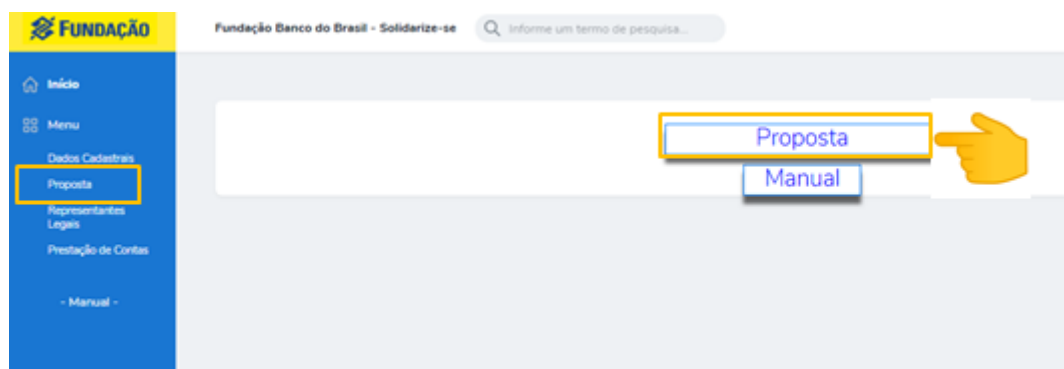 FUNDAÇÃO
Fundação Banco do Brasil - Solidarize-se
Informe um termo de pesquisa...
Início
Menu
Dados Cadastrais
Proposta
Representantes
Legais
Prestação de Contas
- Manual -
Proposta
Manual